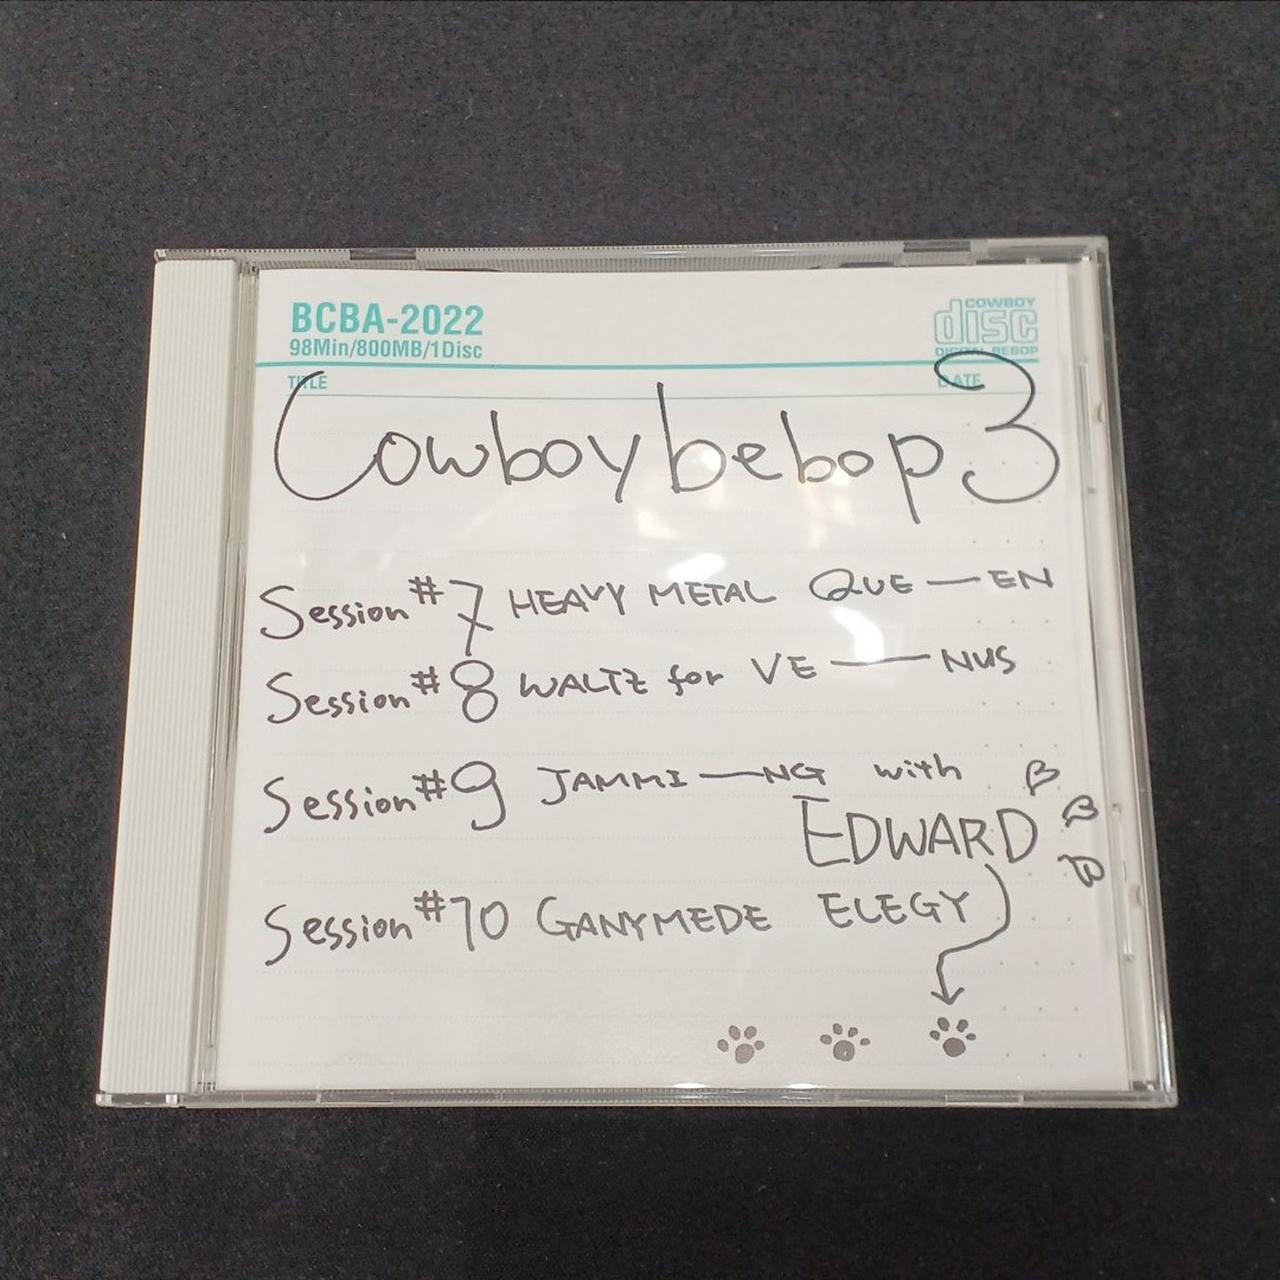 BCBA-2022
98Min/800MB/1Disc
COWBOY
disc
DIGITAL BEBOP
TITLE
DATE
Cowboy bebop 3
Session #7 HEAVY METAL QUE—EN
Session #8 WALTZ for VE——NUS
Session #9 JAMMI—NG with
EDWARD
Session #10 GANYMEDE ELEGY